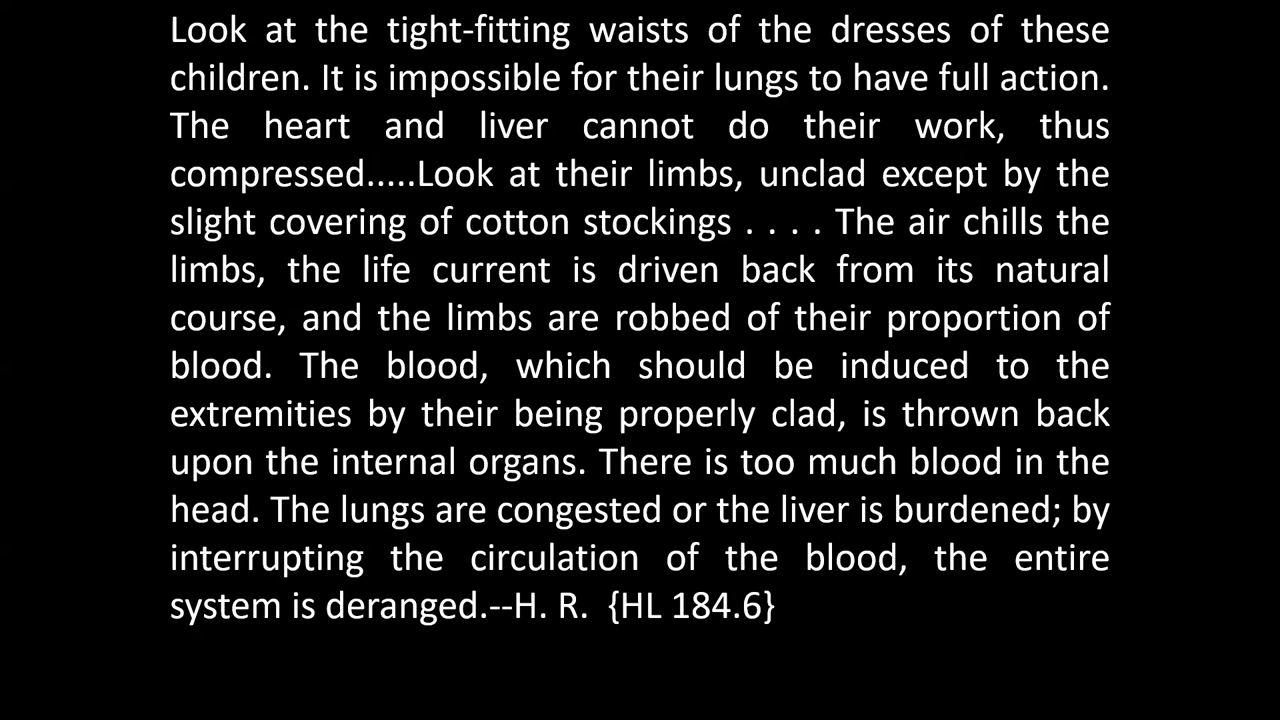 Look at the tight-fitting waists of the dresses of these
children. It is impossible for their lungs to have full action.
The heart and liver cannot do their work, thus
compressed.....Look at their limbs, unclad except by the
slight covering of cotton stockings . . . . The air chills the
limbs, the life current is driven back from its natural
course, and the limbs are robbed of their proportion of
blood. The blood, which should be induced to the
extremities by their being properly clad, is thrown back
upon the internal organs. There is too much blood in the
head. The lungs are congested or the liver is burdened; by
interrupting the circulation of the blood, the entire
system is deranged.--H. R.  {HL 184.6}